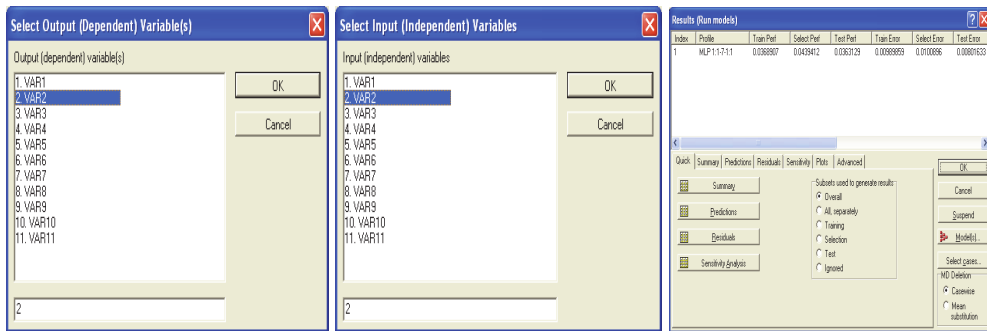 Select Output (Dependent) Variable(s)
Output (dependent) variable(s)
1. VAR1
2. VAR2
3. VAR3
4. VAR4
5. VAR5
6. VAR6
7. VAR7
8. VAR8
9. VAR9
10. VAR10
11. VAR11
OK
Cancel
2
Select Input (Independent) Variables
Input (independent) variables
1. VAR1
2. VAR2
3. VAR3
4. VAR4
5. VAR5
6. VAR6
7. VAR7
8. VAR8
9. VAR9
10. VAR10
11. VAR11
OK
Cancel
2
Results (Run models)
Index Profile Train Perf Select Perf Test Perf Train Error Select Error Test Error
1 MLP 1:1-7-1:1 0.0368907 0.0439412 0.0363129 0.00989859 0.0100896 0.00801633
Quick Summary Predictions Residuals Sensitivity Plots Advanced
Summary
Predictions
Residuals
Sensitivity Analysis
Subsets used to generate results
Overall
All, separately
Training
Selection
Test
Ignored
OK
Cancel
Suspend
Model(s)...
Select cases...
MD Deletion
Casewise
Mean
substitution